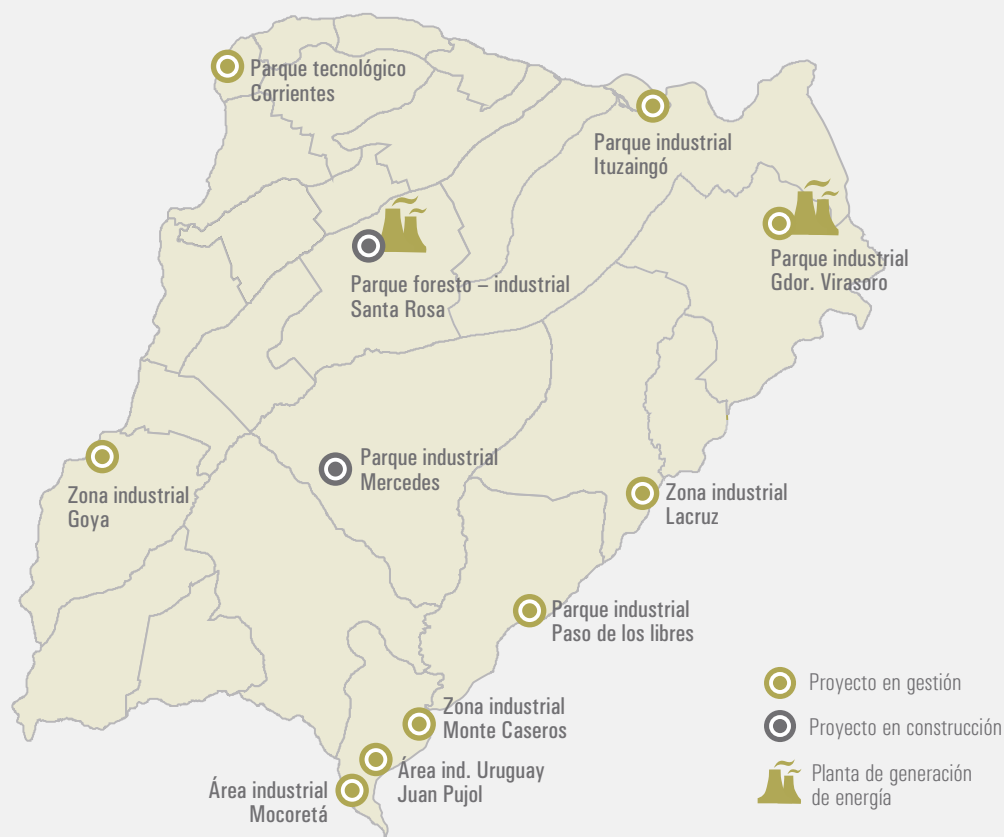 Parque tecnológico
Corrientes
Parque industrial
Ituzaingó
Parque industrial
Gdor. Virasoro
Parque foresto – industrial
Santa Rosa
Parque industrial
Mercedes
Zona industrial
Goya
Zona industrial
Lacruz
Parque industrial
Paso de los libres
Zona industrial
Monte Caseros
Área ind. Uruguay
Juan Pujol
Área industrial
Mocoretá
Proyecto en gestión
Proyecto en construcción
Planta de generación
de energía